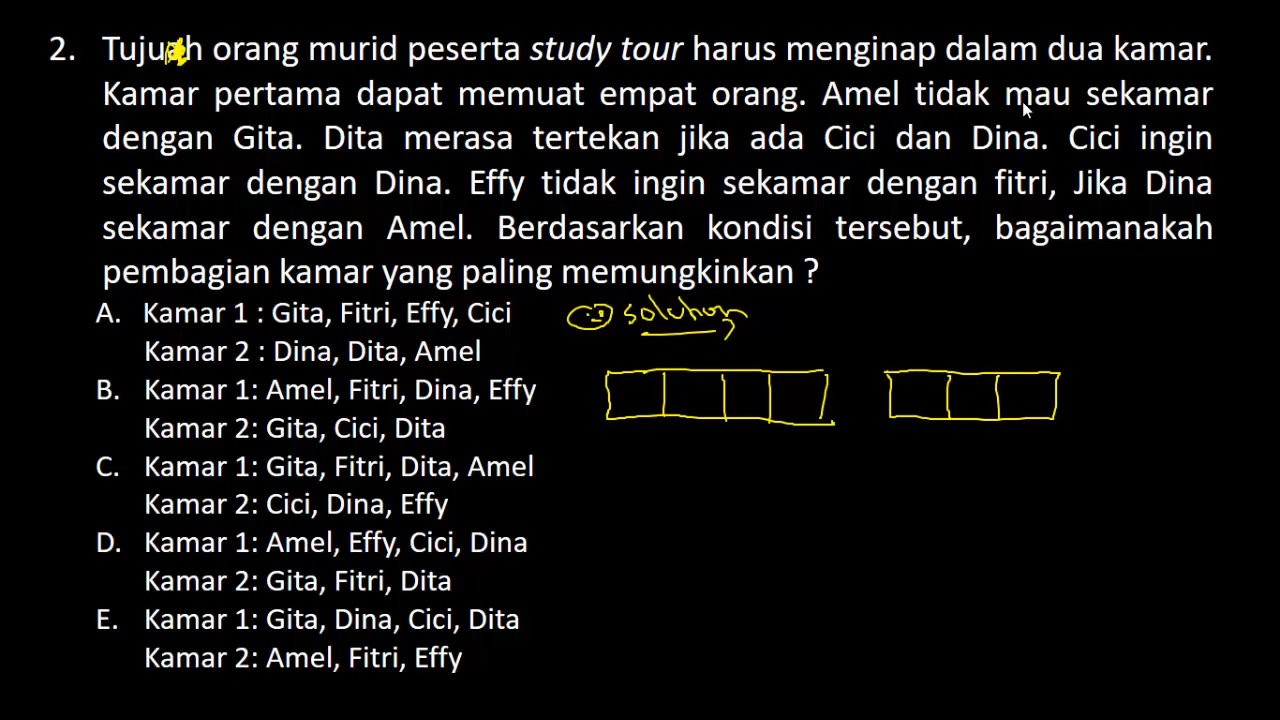 2. Tujuh orang murid peserta study tour harus menginap dalam dua kamar.
Kamar pertama dapat memuat empat orang. Amel tidak mau sekamar
dengan Gita. Dita merasa tertekan jika ada Cici dan Dina. Cici ingin
sekamar dengan Dina. Effy tidak ingin sekamar dengan fitri, Jika Dina
sekamar dengan Amel. Berdasarkan kondisi tersebut, bagaimanakah
pembagian kamar yang paling memungkinkan ?
A. Kamar 1 : Gita, Fitri, Effy, Cici
solution
Kamar 2 : Dina, Dita, Amel
B. Kamar 1: Amel, Fitri, Dina, Effy
Kamar 2: Gita, Cici, Dita
C. Kamar 1: Gita, Fitri, Dita, Amel
Kamar 2: Cici, Dina, Effy
D. Kamar 1: Amel, Effy, Cici, Dina
Kamar 2: Gita, Fitri, Dita
E. Kamar 1: Gita, Dina, Cici, Dita
Kamar 2: Amel, Fitri, Effy